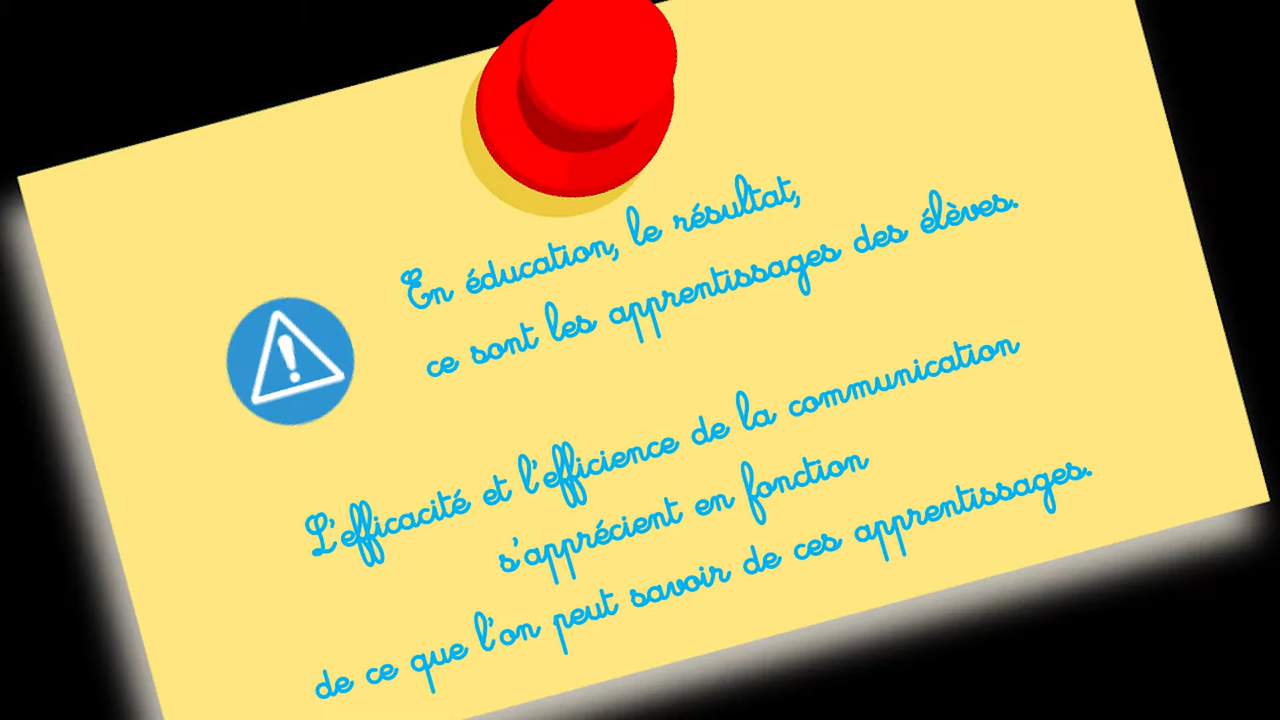 En éducation, le résultat,
ce sont les apprentissages des élèves.
L'efficacité et l'efficience de la communication
s'apprécient en fonction
de ce que l'on peut savoir de ces apprentissages.